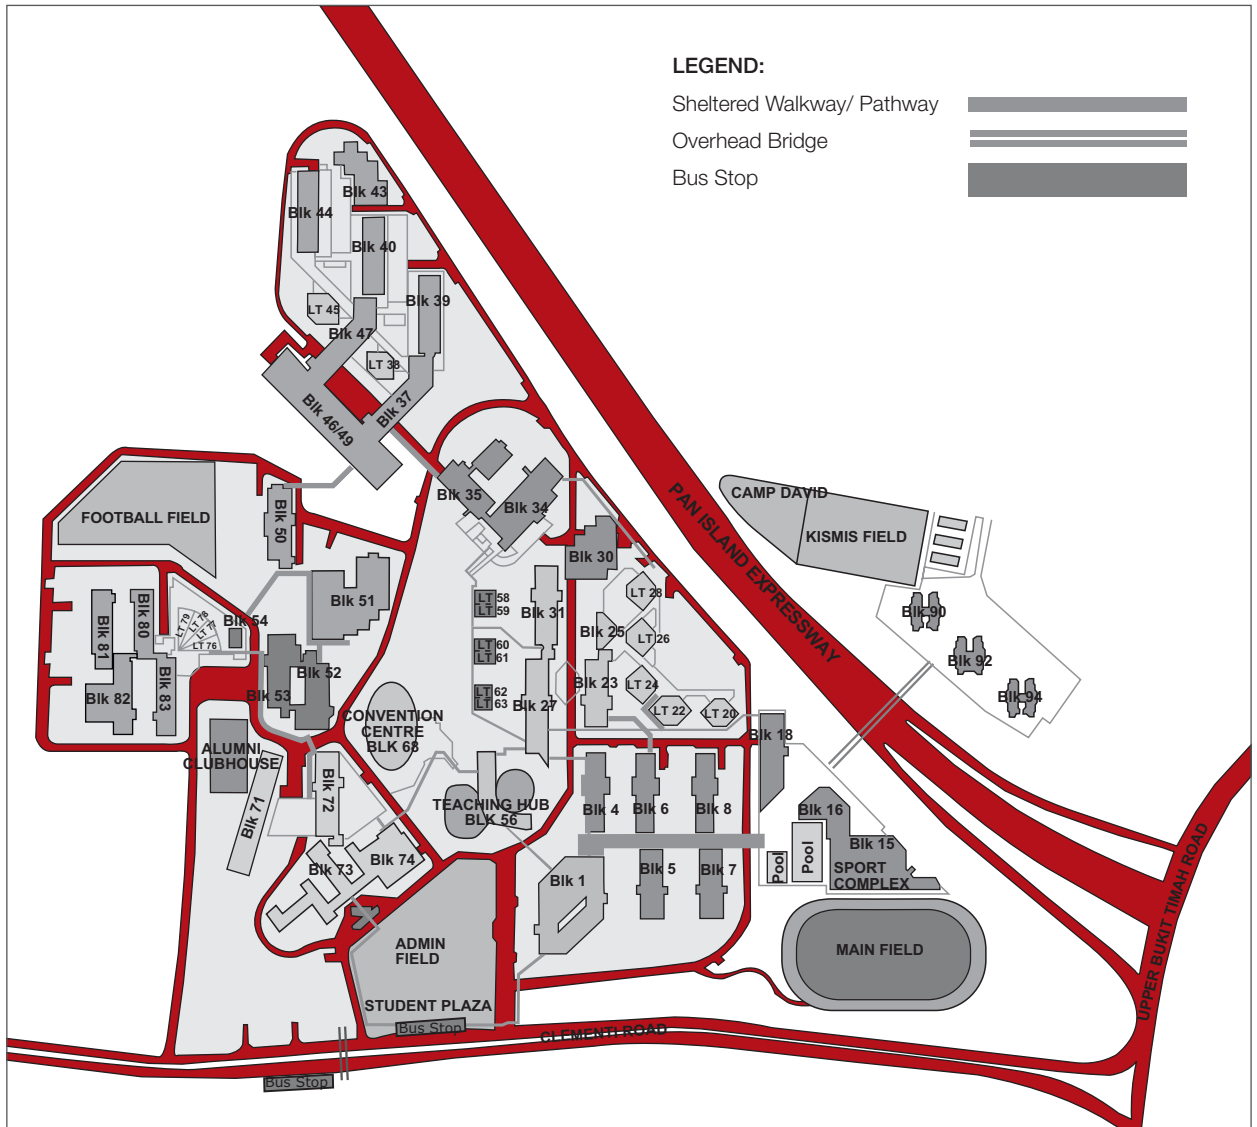 LEGEND:
Sheltered Walkway/ Pathway
Overhead Bridge
Bus Stop
Blk 43
Blk 44
Blk 40
Blk 39
LT 45
Blk 47
LT 38
Blk 37
Blk 46/49
Blk 35
Blk 34
PAN ISLAND EXPRESSWAY
CAMP DAVID
KISMIS FIELD
FOOTBALL FIELD
Blk 50
Blk 30
Blk 51
LT 58
LT 59
Blk 31
LT 28
Blk 90
Blk 81
Blk 80
LT 79
LT 78
LT 77
LT 76
Blk 54
Blk 25
LT 26
LT 60
LT 61
Blk 92
Blk 82
Blk 83
Blk 53
Blk 52
LT 62
LT 63
Blk 27
Blk 23
LT 24
LT 22
LT 20
Blk 94
CONVENTION
CENTRE
BLK 68
Blk 18
ALUMNI
CLUBHOUSE
Blk 71
Blk 72
TEACHING HUB
BLK 56
Blk 4
Blk 6
Blk 8
Blk 16
Blk 15
UPPER BUKIT TIMAH ROAD
Blk 73
Blk 74
Blk 1
Blk 5
Blk 7
Pool
Pool
SPORT
COMPLEX
ADMIN
FIELD
MAIN FIELD
STUDENT PLAZA
Bus Stop
CLEMENTI ROAD
Bus Stop